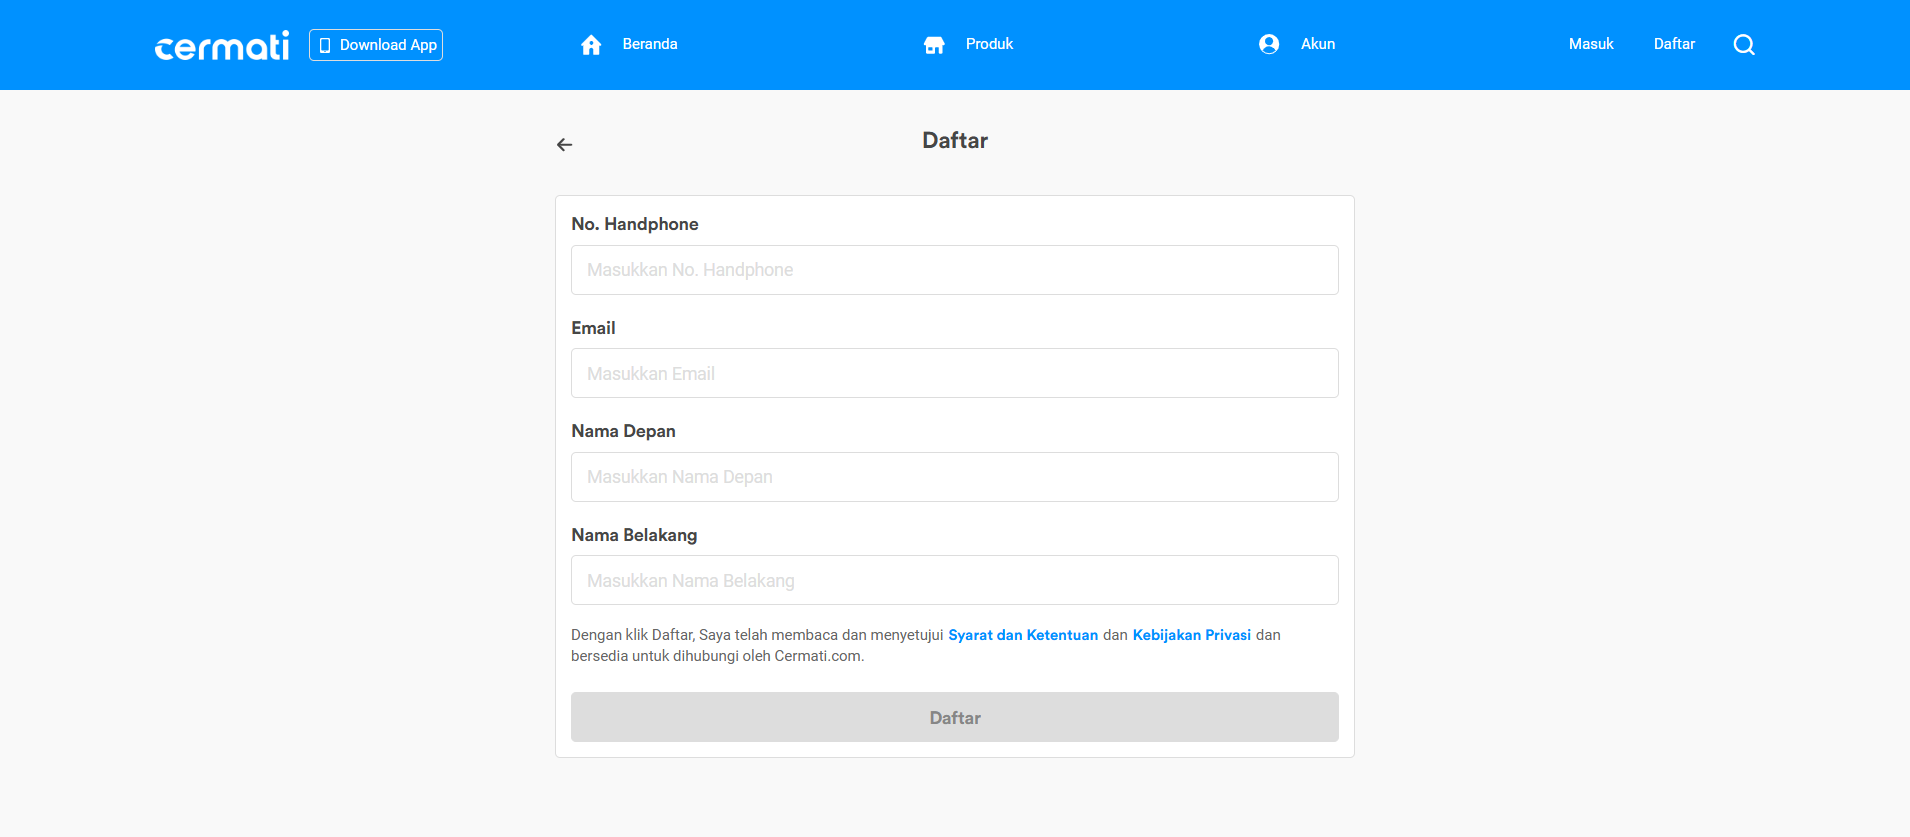 cermati
Download App
Beranda
Produk
Akun
Masuk
Daftar
Daftar
No. Handphone
Masukkan No. Handphone
Email
Masukkan Email
Nama Depan
Masukkan Nama Depan
Nama Belakang
Masukkan Nama Belakang
Dengan klik Daftar, Saya telah membaca dan menyetujui Syarat dan Ketentuan dan Kebijakan Privasi dan
bersedia untuk dihubungi oleh Cermati.com.
Daftar